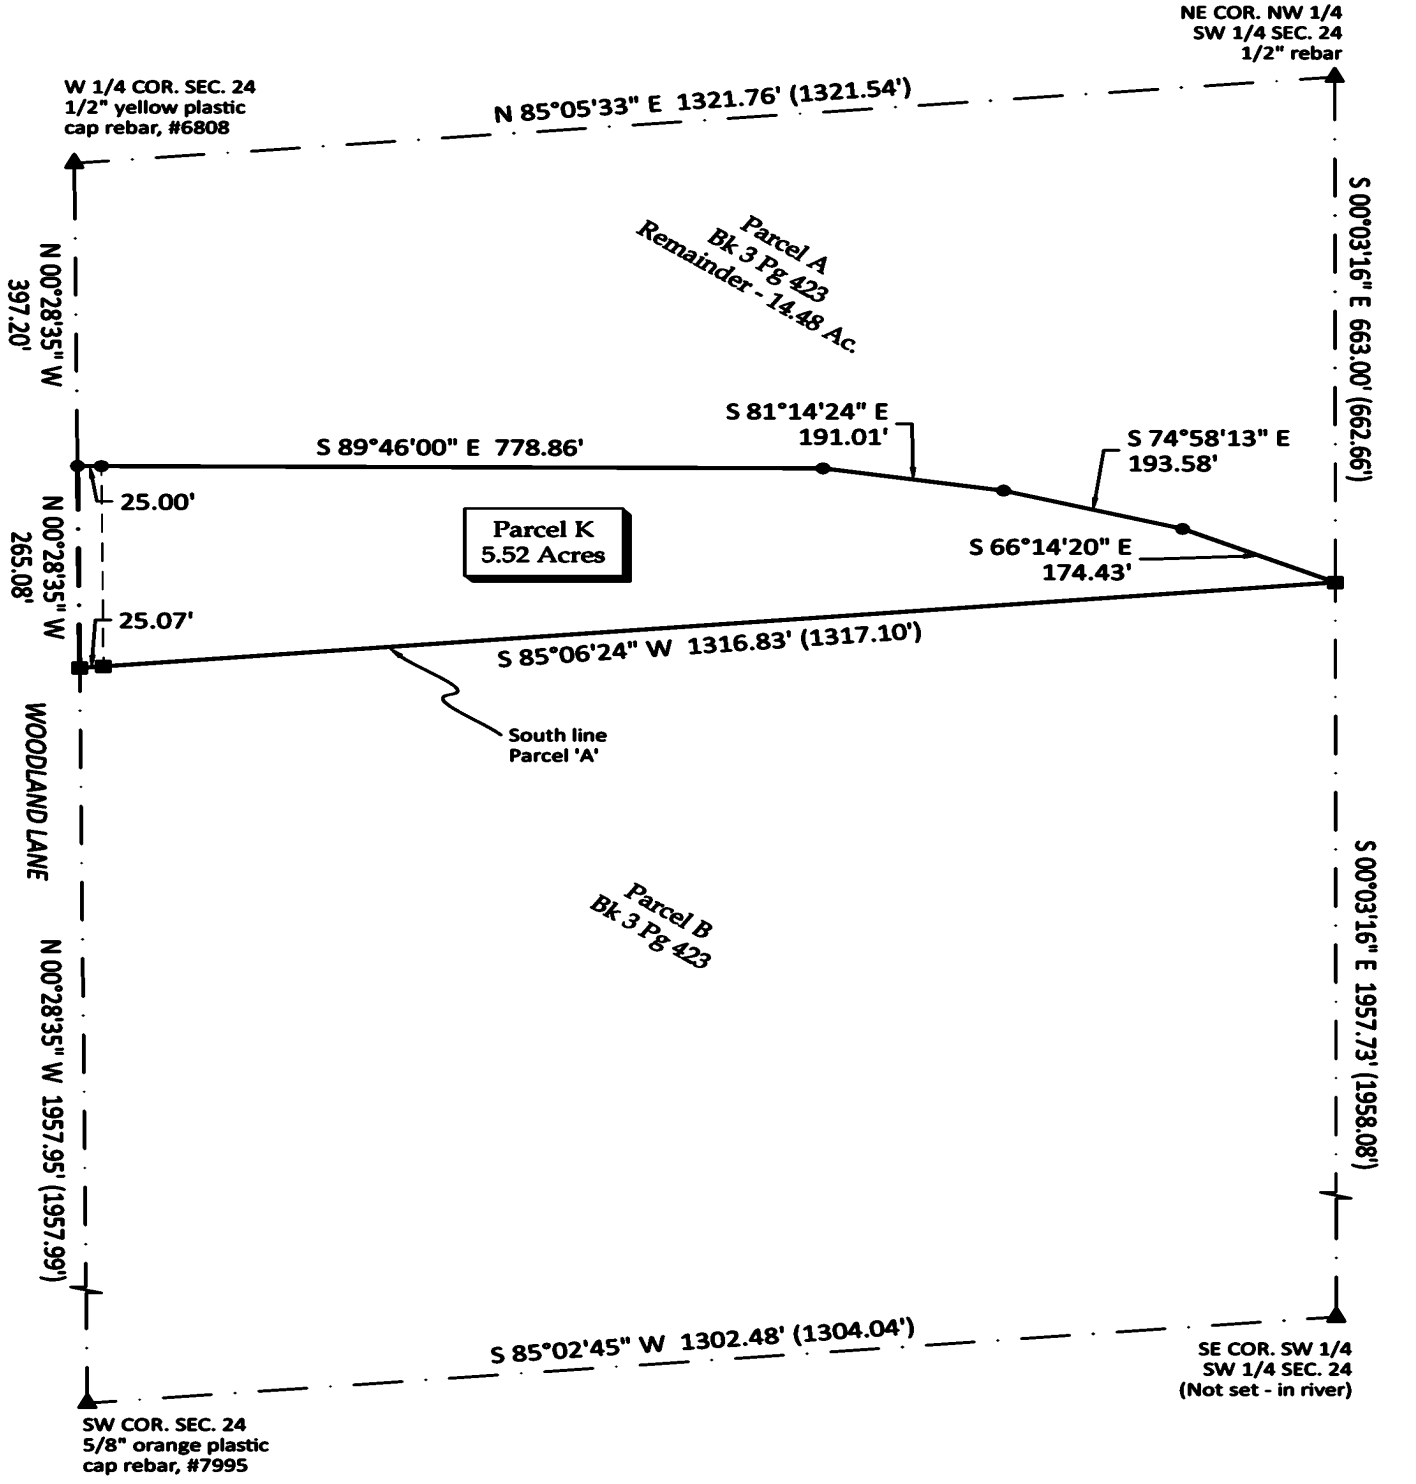 NE COR. NW 1/4
SW 1/4 SEC. 24
1/2" rebar
W 1/4 COR. SEC. 24
1/2" yellow plastic
cap rebar, #6808
N 85°05'33" E 1321.76' (1321.54')
S 00°03'16" E 663.00' (662.66')
Parcel A
Bk 3 Pg 423
Remainder - 14.48 Ac.
N 00°28'35" W
397.20'
S 89°46'00" E 778.86'
S 81°14'24" E
191.01'
S 74°58'13" E
193.58'
25.00'
N 00°28'35" W
265.08'
Parcel K
5.52 Acres
S 66°14'20" E
174.43'
25.07'
S 85°06'24" W 1316.83' (1317.10')
South line
Parcel 'A'
WOODLAND LANE
Parcel B
Bk 3 Pg 423
S 00°03'16" E 1957.73' (1958.08')
N 00°28'35" W 1957.95' (1957.99')
S 85°02'45" W 1302.48' (1304.04')
SE COR. SW 1/4
SW 1/4 SEC. 24
(Not set - in river)
SW COR. SEC. 24
5/8" orange plastic
cap rebar, #7995